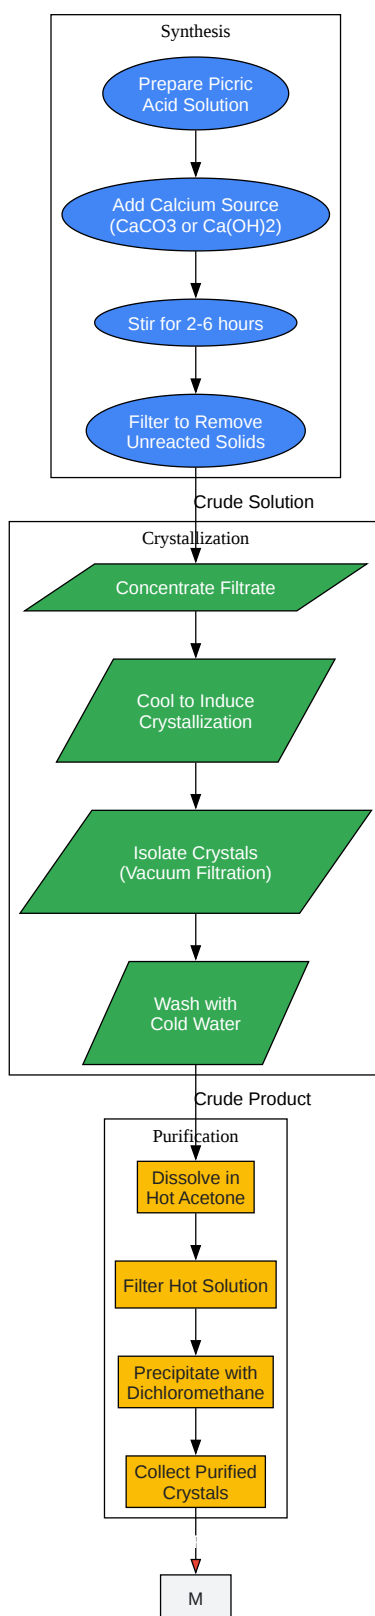 Synthesis
Prepare Picric
Acid Solution
Add Calcium Source
(CaCO3 or Ca(OH)2)
Stir for 2-6 hours
Filter to Remove
Unreacted Solids
Crude Solution
Crystallization
Concentrate Filtrate
Cool to Induce
Crystallization
Isolate Crystals
(Vacuum Filtration)
Wash with
Cold Water
Crude Product
Purification
Dissolve in
Hot Acetone
Filter Hot Solution
Precipitate with
Dichloromethane
Collect Purified
Crystals
M